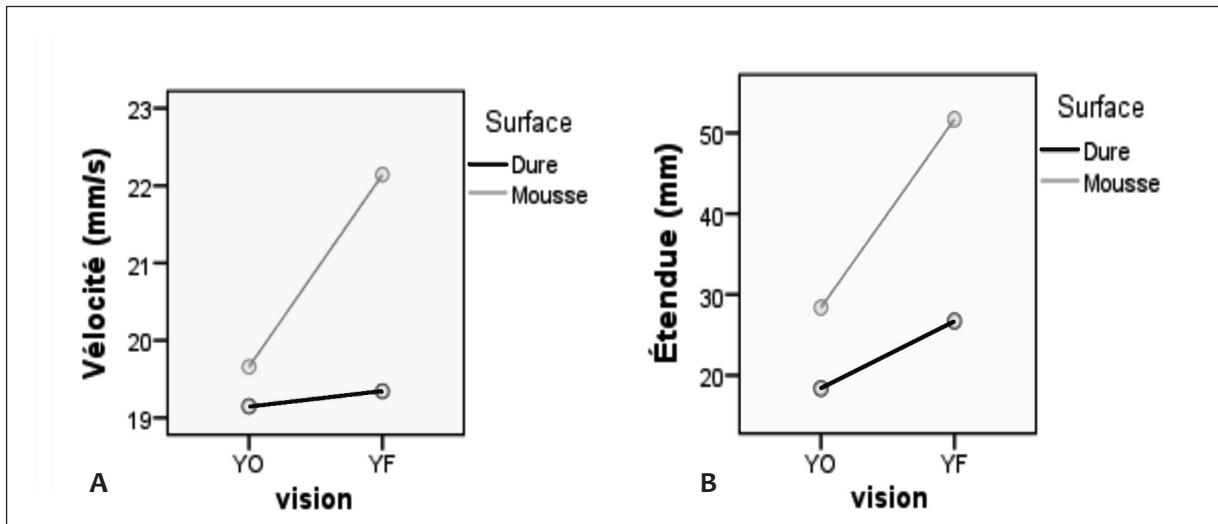 Vélocité (mm/s)
23
22
21
20
19
YO YF
vision
A
Surface
Dure
Mousse
Étendue (mm)
50
40
30
20
YO YF
vision
B
Surface
Dure
Mousse